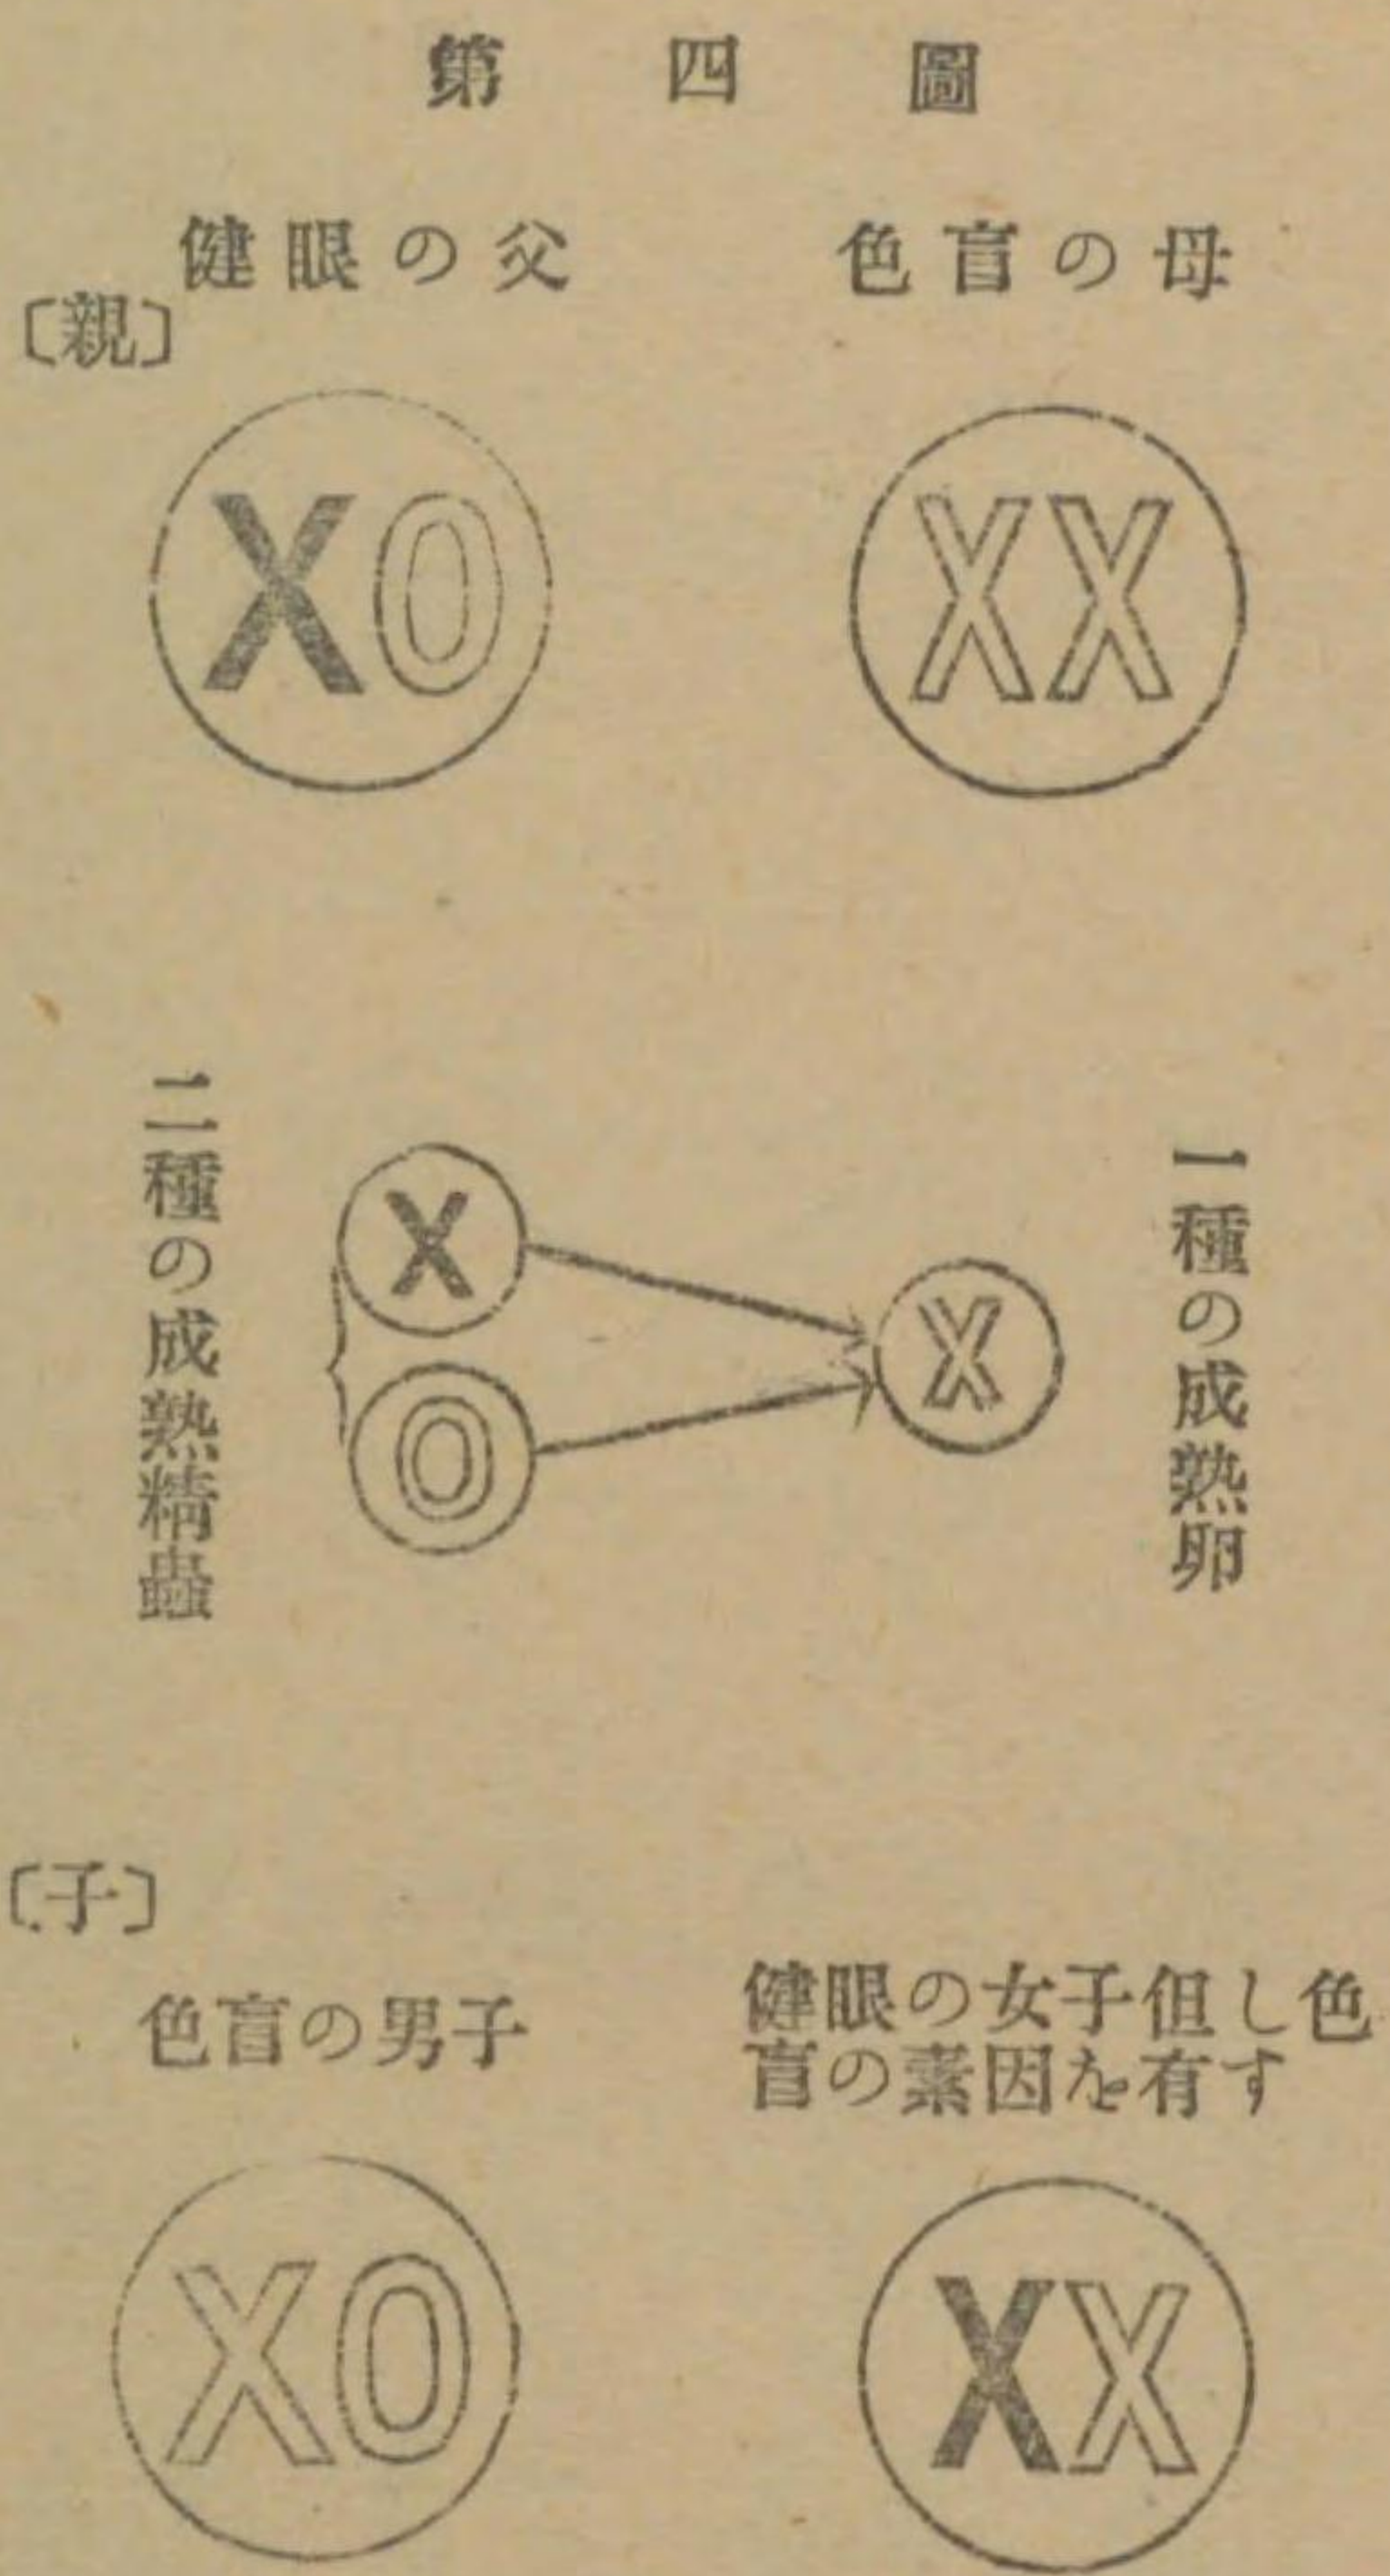 第四圖
健眼の父
色盲の母
〔親〕
XO
XX
二種の成熟精蟲
X
O
X
一種の成熟卵
〔子〕
色盲の男子
健眼の女子但し色
盲の素因を有す
XO
XX